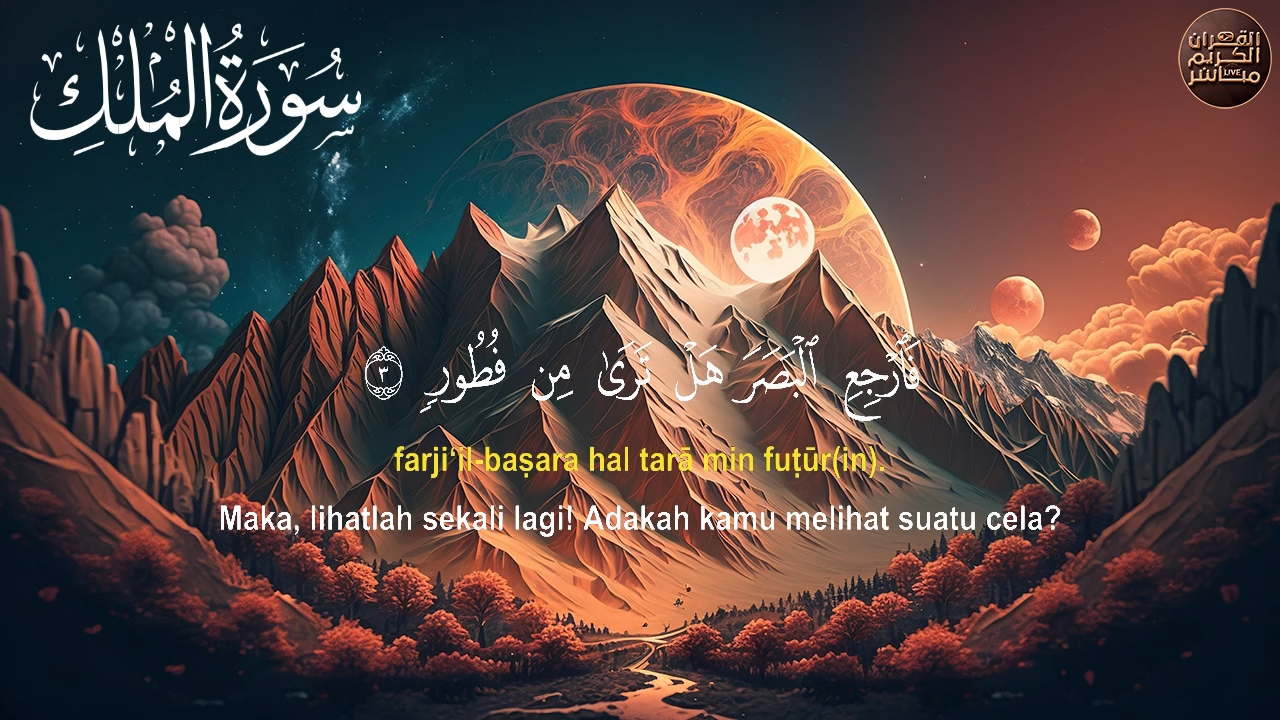 سُورَةُ المُلْكِ
القرآن
الكريم
LIVE
مباشر
فَٱرْجِعِ ٱلْبَصَرَ هَلْ تَرَىٰ مِن فُطُورٍ ٣
farji‘il-baṣara hal tarā min fuṭūr(in).
Maka, lihatlah sekali lagi! Adakah kamu melihat suatu cela?